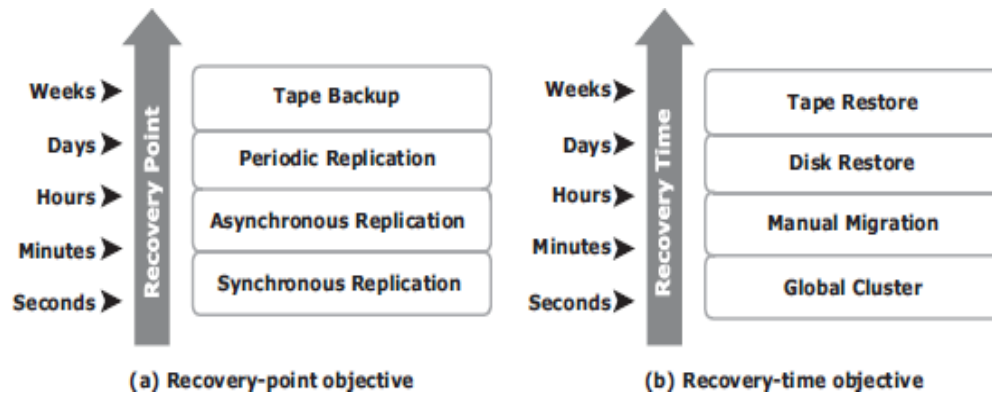 Weeks
Days
Hours
Minutes
Seconds
Recovery Point
Tape Backup
Periodic Replication
Asynchronous Replication
Synchronous Replication
(a) Recovery-point objective
Weeks
Days
Hours
Minutes
Seconds
Recovery Time
Tape Restore
Disk Restore
Manual Migration
Global Cluster
(b) Recovery-time objective